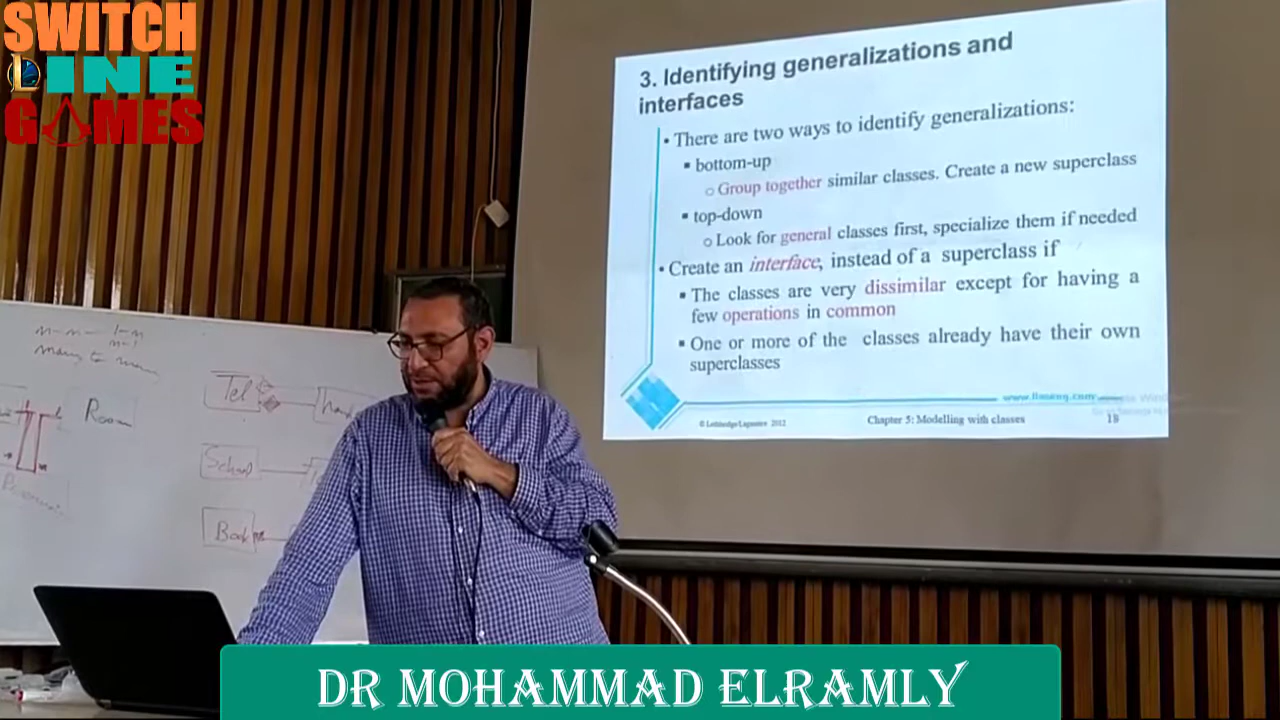 SWITCH
LINE
GAMES
3. Identifying generalizations and
interfaces
• There are two ways to identify generalizations:
▪ bottom-up
○ Group together similar classes. Create a new superclass
▪ top-down
○ Look for general classes first, specialize them if needed
• Create an interface, instead of a superclass if
▪ The classes are very dissimilar except for having a
few operations in common
▪ One or more of the classes already have their own
superclasses
Chapter 5: Modelling with classes
18
Room
Tel
School
Book
DR MOHAMMAD ELRAMLY